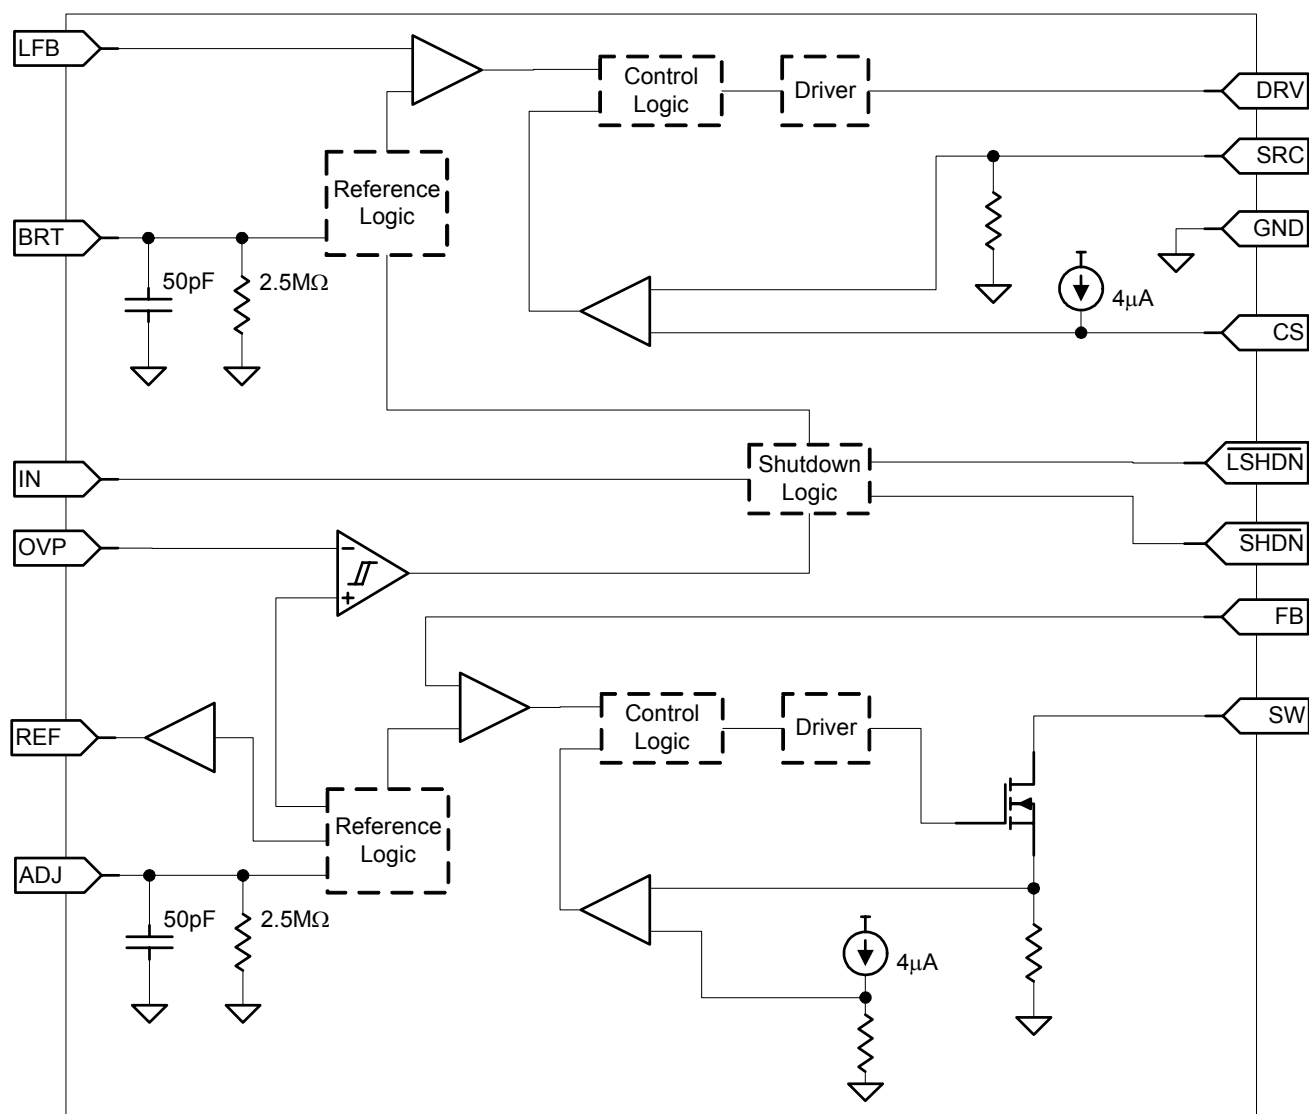 LFB
Control
Logic
Driver
DRV
SRC
Reference
Logic
BRT
GND
50pF
2.5MΩ
4µA
CS
IN
Shutdown
Logic
LSHDN
OVP
−
+
SHDN
FB
REF
Control
Logic
Driver
SW
Reference
Logic
ADJ
50pF
2.5MΩ
4µA